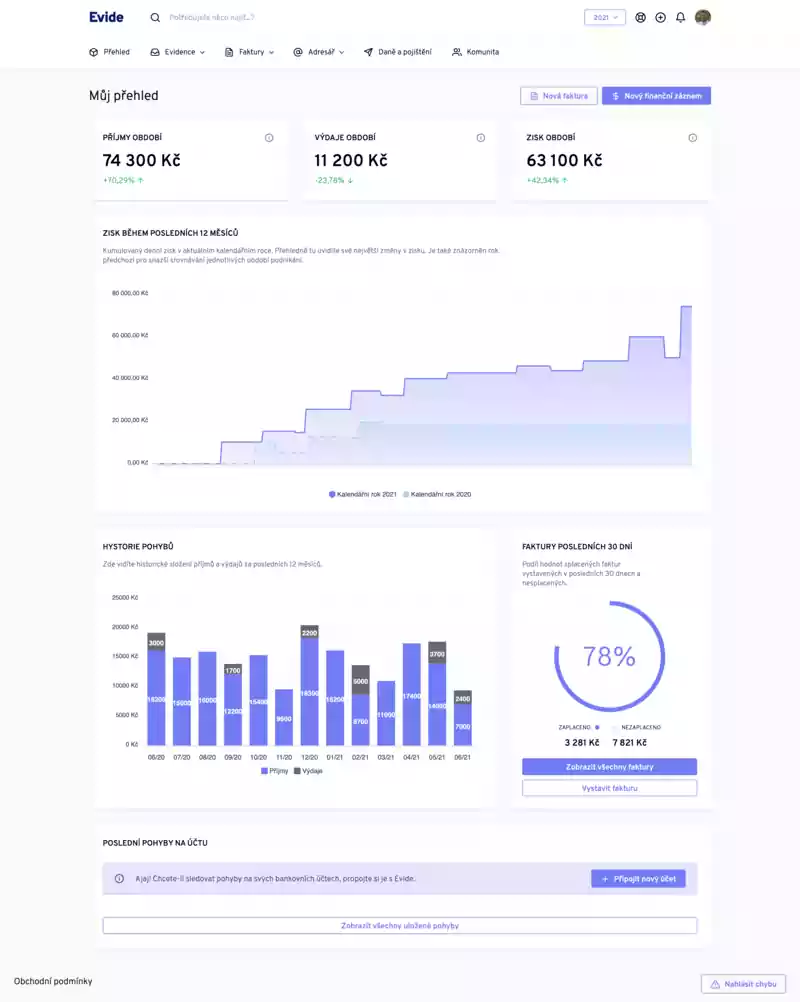 Evide
Potřebujete něco najít..?
2021
Přehled
Evidence
Faktury
Adresář
Daně a pojištění
Komunita
Můj přehled
Nová faktura
Nový finanční záznam
PŘÍJMY OBDOBÍ
74 300 Kč
+70,29% ↑
VÝDAJE OBDOBÍ
11 200 Kč
-23,78% ↓
ZISK OBDOBÍ
63 100 Kč
+42,34% ↑
ZISK BĚHEM POSLEDNÍCH 12 MĚSÍCŮ
Kumulovaný denní zisk v aktuálním kalendářním roce. Přehledně tu uvidíte své největší změny v zisku. Je také znázorněn rok
předchozí pro snazší srovnávání jednotlivých období podnikání.
80 000,00 Kč
60 000,00 Kč
40 000,00 Kč
20 000,00 Kč
0,00 Kč
Kalendářní rok 2021
Kalendářní rok 2020
HYSTORIE POHYBŮ
Zde vidíte historické složení příjmů a výdajů za posledních 12 měsíců.
25000 Kč
20000 Kč
15000 Kč
10000 Kč
5000 Kč
0 Kč
3000
1700
2200
5000
3700
2400
16200
15000
16000
12200
15400
9600
18350
16200
8700
11000
17400
14000
7000
06/20
07/20
08/20
09/20
10/20
11/20
12/20
01/21
02/21
03/21
04/21
05/21
06/21
Příjmy
Výdaje
FAKTURY POSLEDNÍCH 30 DNÍ
Podíl hodnot splacených faktur
vystavených v posledních 30 dnech a
nesplacených.
78%
ZAPLACENO
NEZAPLACENO
3 281 Kč
7 821 Kč
Zobrazit všechny faktury
Vystavit fakturu
POSLEDNÍ POHYBY NA ÚČTU
Ajaj! Chcete-li sledovat pohyby na svých bankovních účtech, propojte si je s Evide.
+ Připojit nový účet
Zobrazit všechny uložené pohyby
Obchodní podmínky
Nahlásit chybu